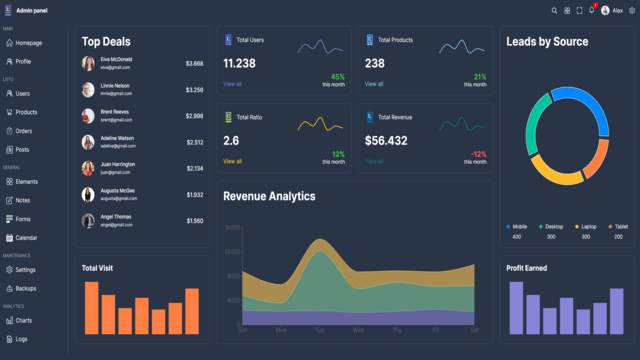 Admin panel
Alex
MAIN
Homepage
Profile
LISTS
Users
Products
Orders
Posts
GENERAL
Elements
Notes
Forms
Calendar
MAINTENANCE
Settings
Backups
ANALYTICS
Charts
Logs
Top Deals
Elva McDonald
elva@gmail.com
$3.668
Linnie Nelson
linnie@gmail.com
$3.256
Brent Reeves
brent@gmail.com
$2.998
Adeline Watson
adeline@gmail.com
$2.512
Juan Harrington
juan@gmail.com
$2.134
Augusta McGee
augusta@gmail.com
$1.932
Angel Thomas
angel@gmail.com
$1.560
Total Users
11.238
View all
45%
this month
Total Products
238
View all
21%
this month
Total Ratio
2.6
View all
12%
this month
Total Revenue
$56.432
View all
-12%
this month
Leads by Source
Mobile
400
Desktop
300
Laptop
300
Tablet
200
Total Visit
Revenue Analytics
16000
12000
8000
4000
0
Sun
Mon
Tue
Wed
Thu
Fri
Sat
Profit Earned